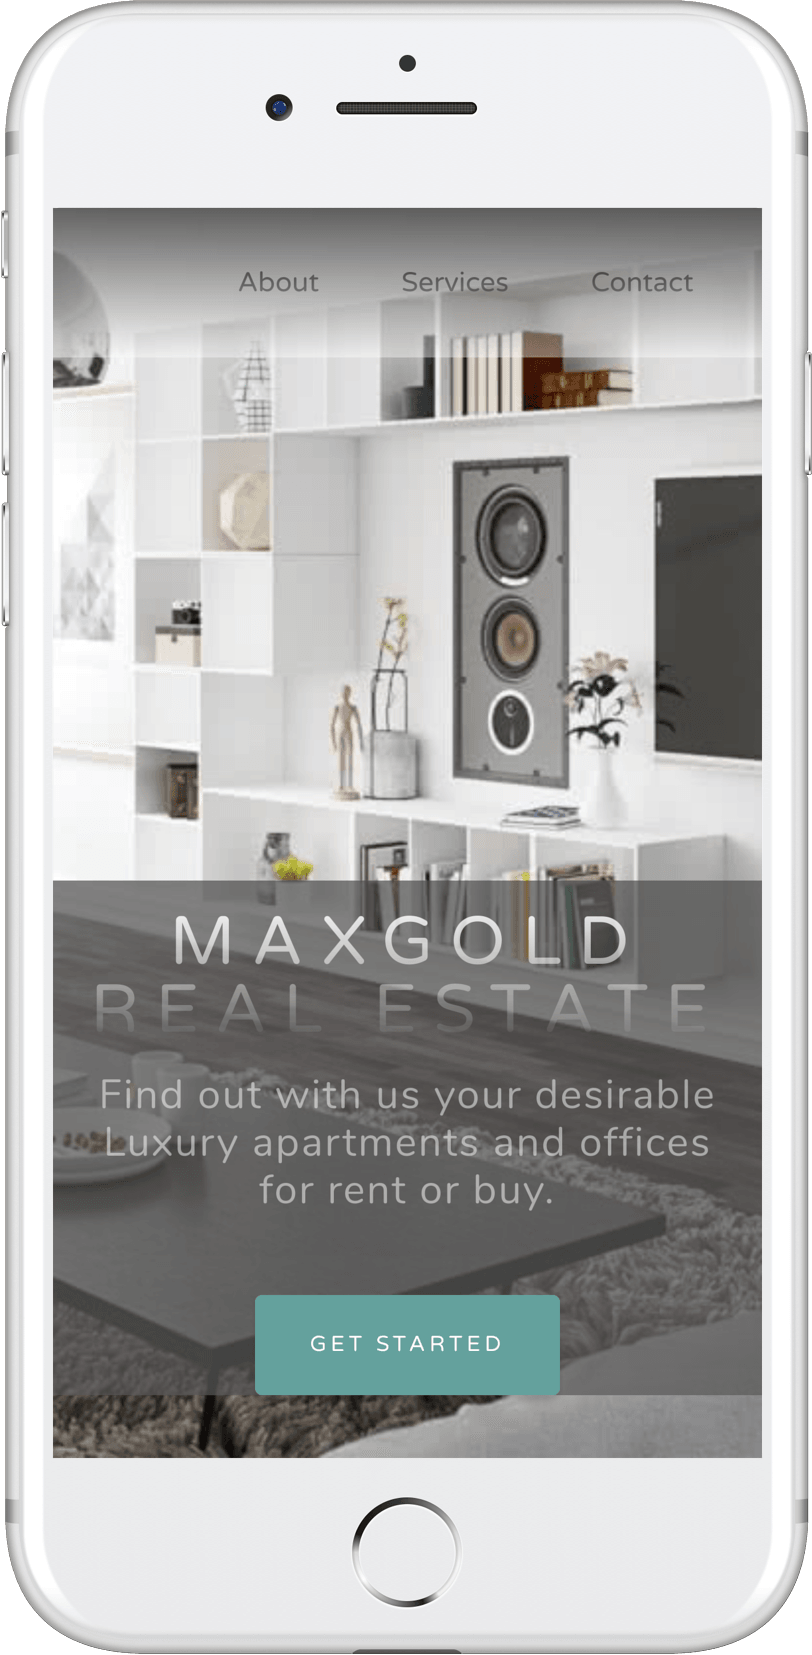 About Services Contact
MAXGOLD
REAL ESTATE
Find out with us your desirable
Luxury apartments and offices
for rent or buy.
GET STARTED